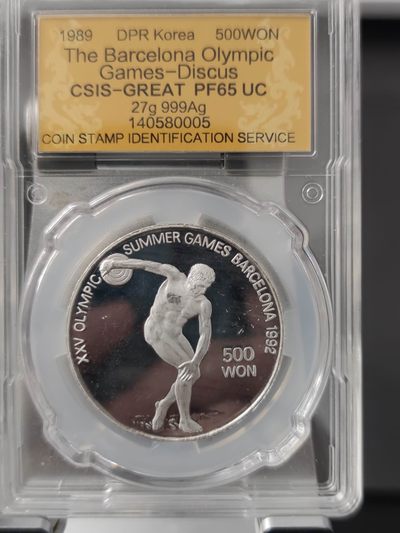 1989 DPR Korea 500WON
The Barcelona Olympic
Games-Discus
CSIS-GREAT PF65 UC
27g 999Ag
140580005
COIN STAMP IDENTIFICATION SERVICE
XXV OLYMPIC SUMMER GAMES BARCELONA 1992
500
WON